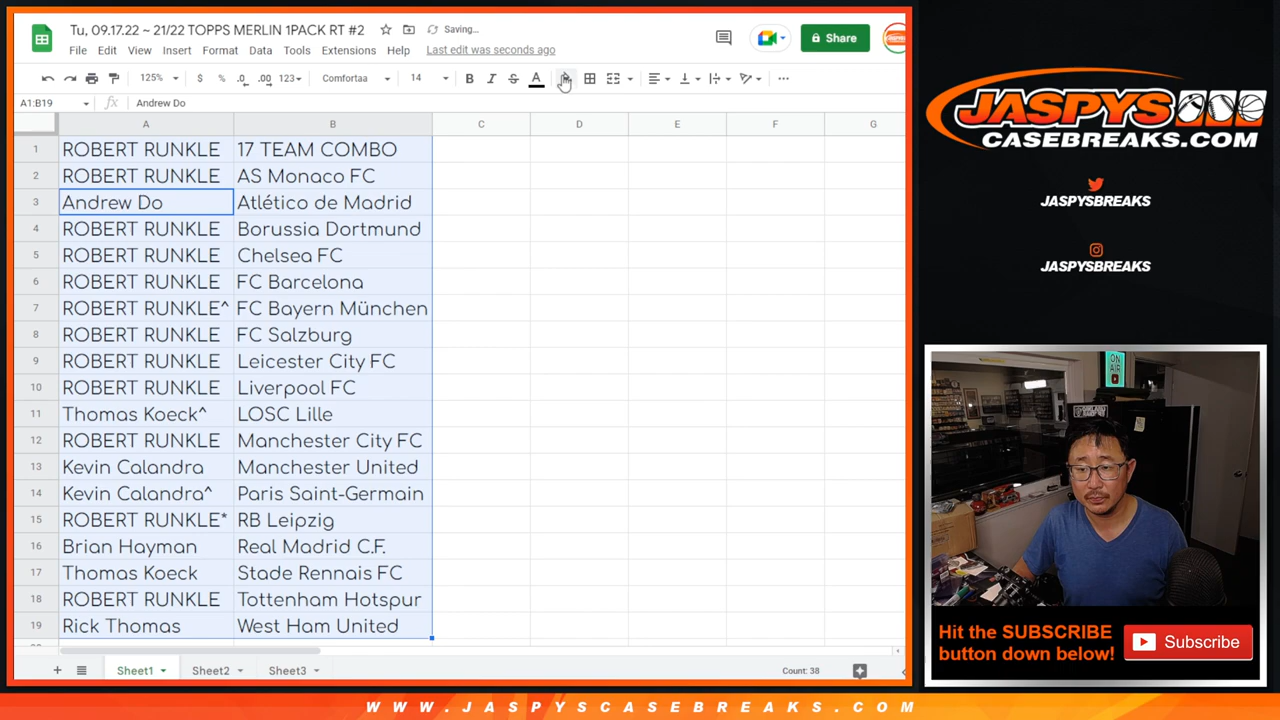 Tu, 09.17.22 ~ 21/22 TOPPS MERLIN 1PACK RT #2
Saving…
Share
File Edit View Insert Format Data Tools Extensions Help Last edit was seconds ago
125% $ % .0 .00 123 Comfortaa 14 B I S A
A1:B19 fx Andrew Do
A B C D E F G
1 ROBERT RUNKLE 17 TEAM COMBO
2 ROBERT RUNKLE AS Monaco FC
3 Andrew Do Atlético de Madrid
4 ROBERT RUNKLE Borussia Dortmund
5 ROBERT RUNKLE Chelsea FC
6 ROBERT RUNKLE FC Barcelona
7 ROBERT RUNKLE^ FC Bayern München
8 ROBERT RUNKLE FC Salzburg
9 ROBERT RUNKLE Leicester City FC
10 ROBERT RUNKLE Liverpool FC
11 Thomas Koeck^ LOSC Lille
12 ROBERT RUNKLE Manchester City FC
13 Kevin Calandra Manchester United
14 Kevin Calandra^ Paris Saint-Germain
15 ROBERT RUNKLE* RB Leipzig
16 Brian Hayman Real Madrid C.F.
17 Thomas Koeck Stade Rennais FC
18 ROBERT RUNKLE Tottenham Hotspur
19 Rick Thomas West Ham United
Sheet1 Sheet2 Sheet3 Count: 38
JASPYS
CASEBREAKS.COM
JASPYSBREAKS
JASPYSBREAKS
ON
AIR
Hit the SUBSCRIBE
button down below!
Subscribe
WWW.JASPYSCASEBREAKS.COM